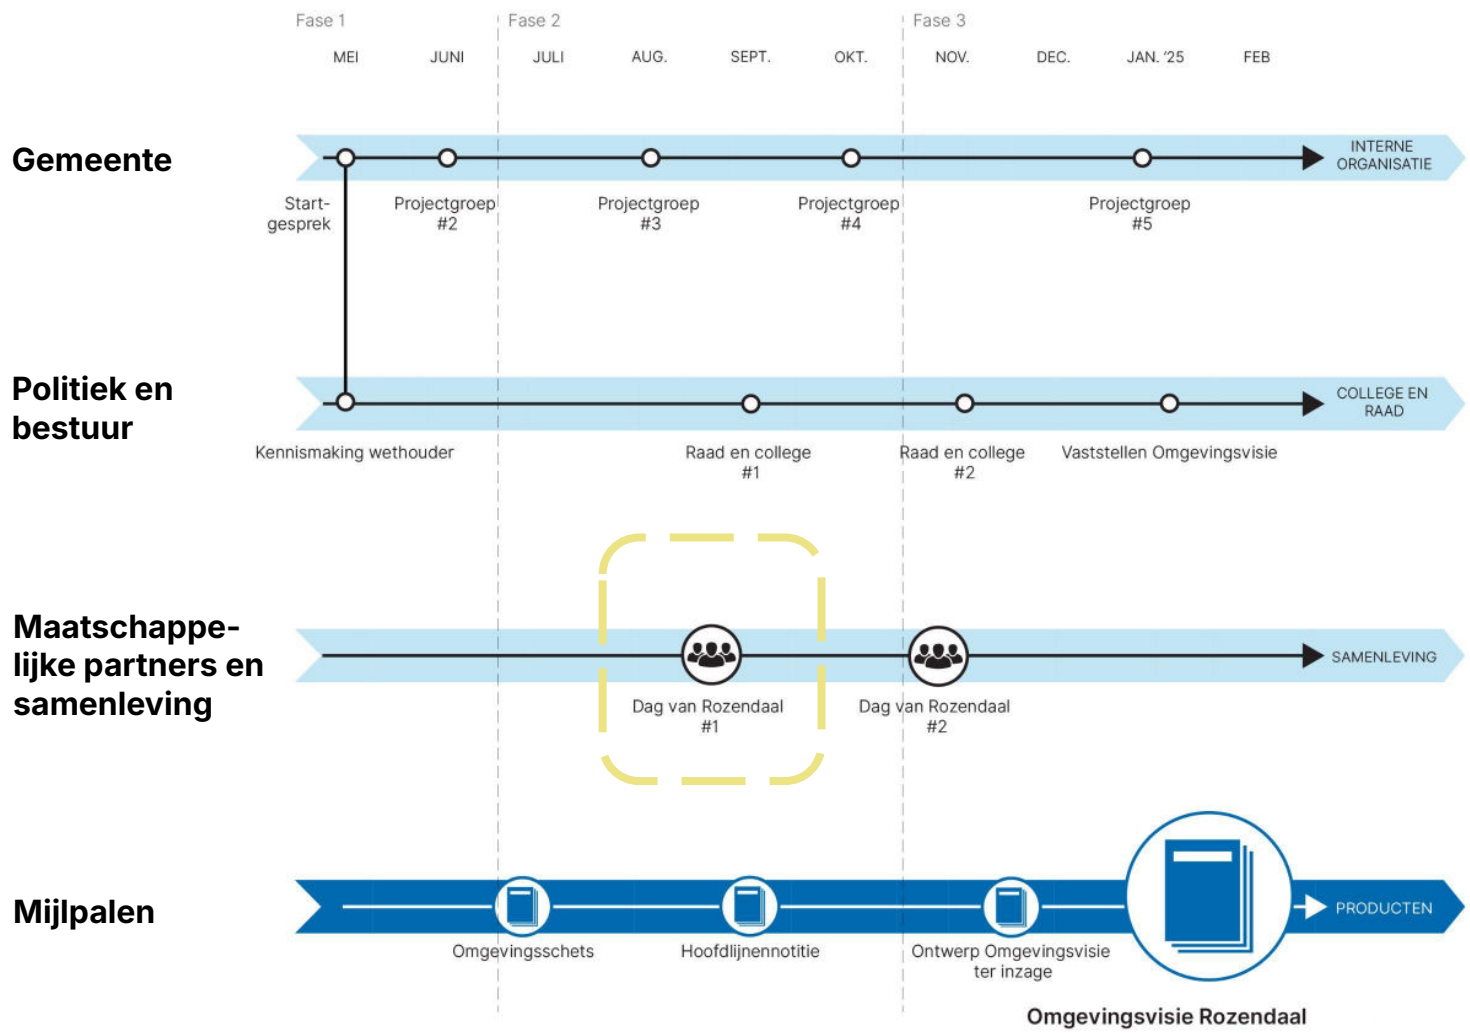 Fase 1
Fase 2
Fase 3
MEI
JUNI
JULI
AUG.
SEPT.
OKT.
NOV.
DEC.
JAN. '25
FEB
Gemeente
INTERNE
ORGANISATIE
Start-
gesprek
Projectgroep
#2
Projectgroep
#3
Projectgroep
#4
Projectgroep
#5
Politiek en
bestuur
COLLEGE EN
RAAD
Kennismaking wethouder
Raad en college
#1
Raad en college
#2
Vaststellen Omgevingsvisie
Maatschappe-
lijke partners en
samenleving
SAMENLEVING
Dag van Rozendaal
#1
Dag van Rozendaal
#2
Mijlpalen
PRODUCTEN
Omgevingsschets
Hoofdlijnennotitie
Ontwerp Omgevingsvisie
ter inzage
Omgevingsvisie Rozendaal